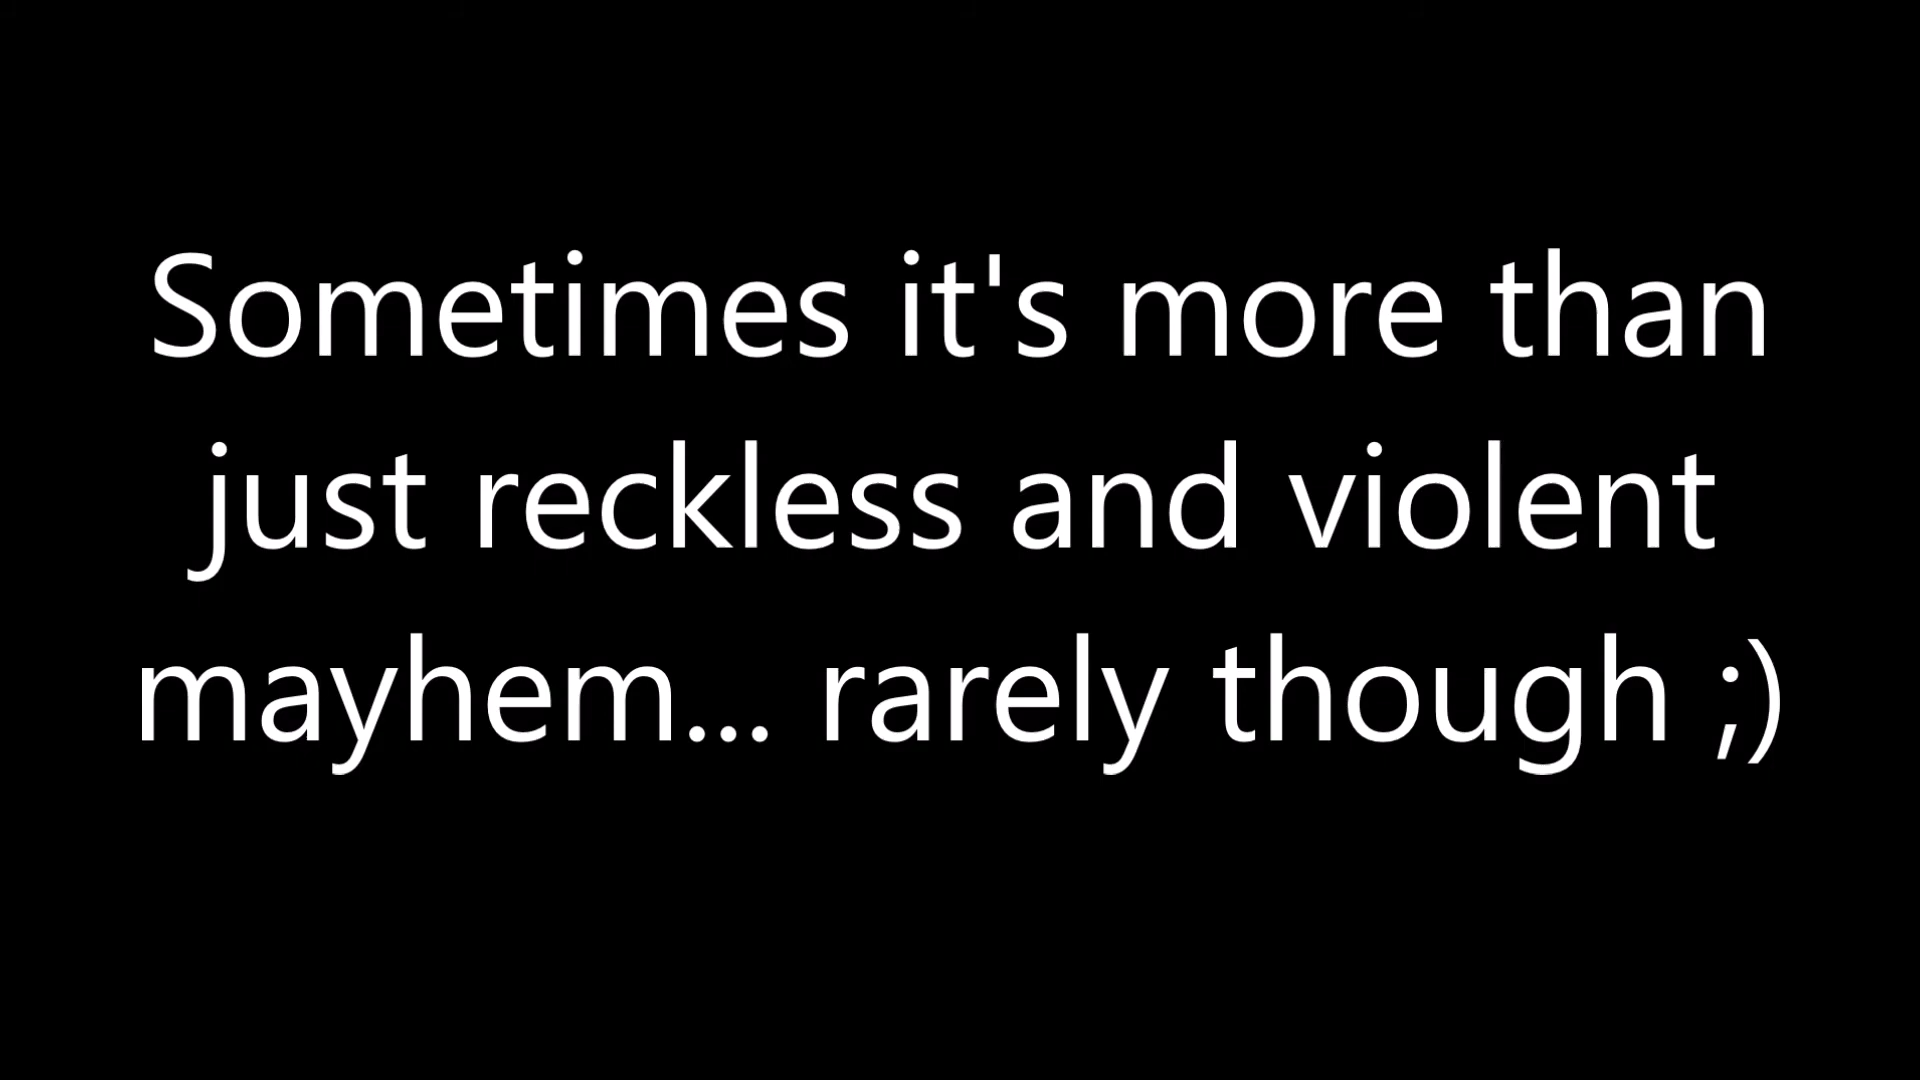 Sometimes it's more than
just reckless and violent
mayhem... rarely though ;)